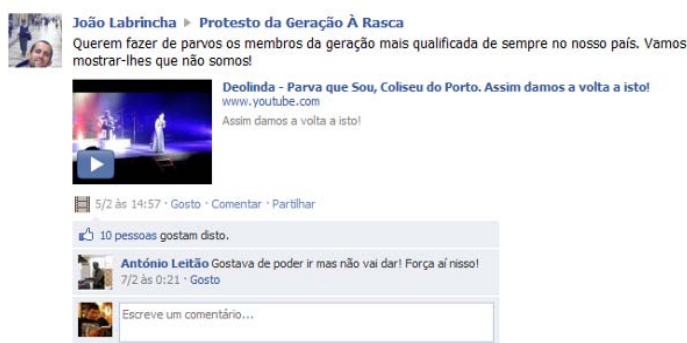 João Labrincha ▶ Protesto da Geração À Rasca
Querem fazer de parvos os membros da geração mais qualificada de sempre no nosso país. Vamos
mostrar-lhes que não somos!
Deolinda - Parva que Sou, Coliseu do Porto. Assim damos a volta a isto!
www.youtube.com
Assim damos a volta a isto!
5/2 às 14:57 · Gosto · Comentar · Partilhar
10 pessoas gostam disto.
António Leitão Gostava de poder ir mas não vai dar! Força aí nisso!
7/2 às 0:21 · Gosto
Escreve um comentário...